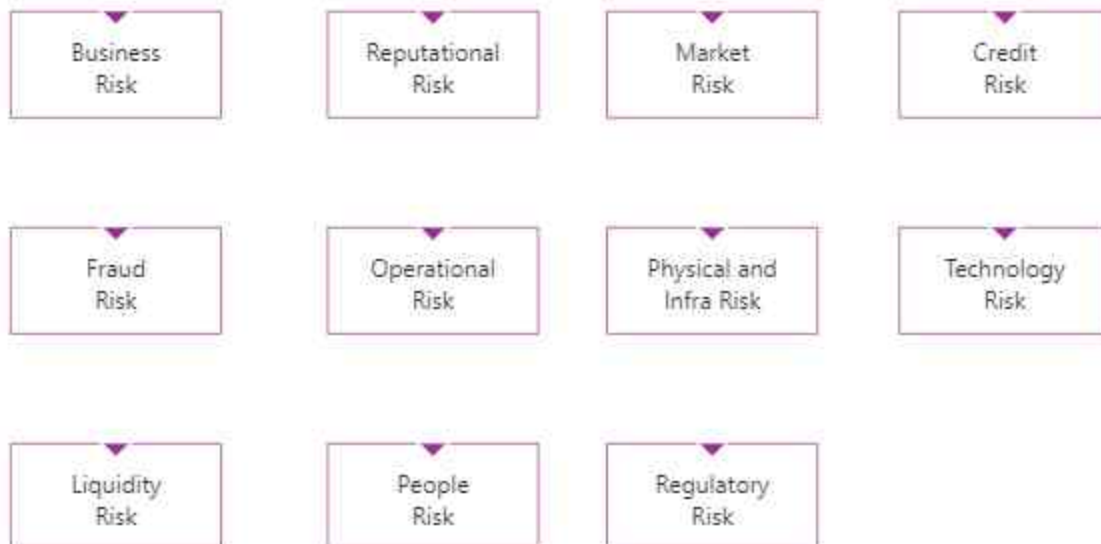 Business
Risk
Reputational
Risk
Market
Risk
Credit
Risk
Fraud
Risk
Operational
Risk
Physical and
Infra Risk
Technology
Risk
Liquidity
Risk
People
Risk
Regulatory
Risk